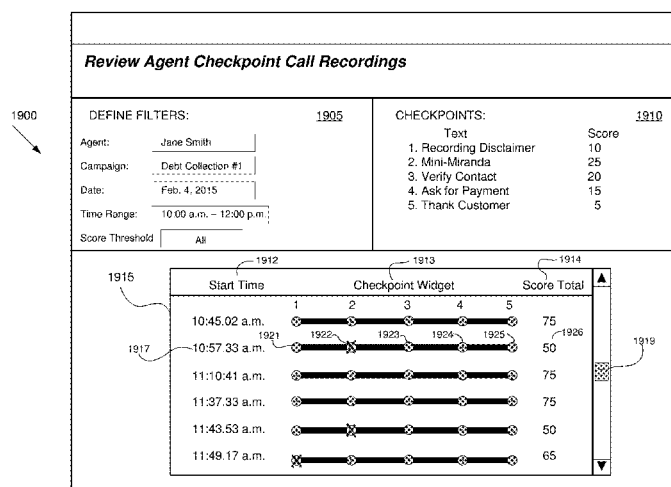 Review Agent Checkpoint Call Recordings
1900
DEFINE FILTERS: 1905
Agent: Jane Smith
Campaign: Debt Collection #1
Date: Feb. 4, 2015
Time Range: 10:00 a.m. – 12:00 p.m.
Score Threshold All
CHECKPOINTS: 1910
Text Score
1. Recording Disclaimer 10
2. Mini-Miranda 25
3. Verify Contact 20
4. Ask for Payment 15
5. Thank Customer 5
1912 1913 1914
1915
Start Time Checkpoint Widget Score Total
1 2 3 4 5
10:45.02 a.m. 75
1921 1922 1923 1924 1925 1926
1917 10:57.33 a.m. 50
1919
11:10:41 a.m. 75
11:37.33 a.m. 75
11:43.53 a.m. 50
11:49.17 a.m. 65